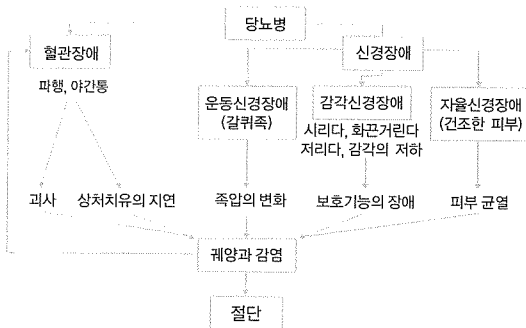 당뇨병
혈관장애
신경장애
파행, 야간통
운동신경장애
(갈퀴족)
감각신경장애
시리다, 화끈거린다
저리다, 감각의 저하
자율신경장애
(건조한 피부)
괴사
상처치유의 지연
족압의 변화
보호기능의 장애
피부 균열
궤양과 감염
절단